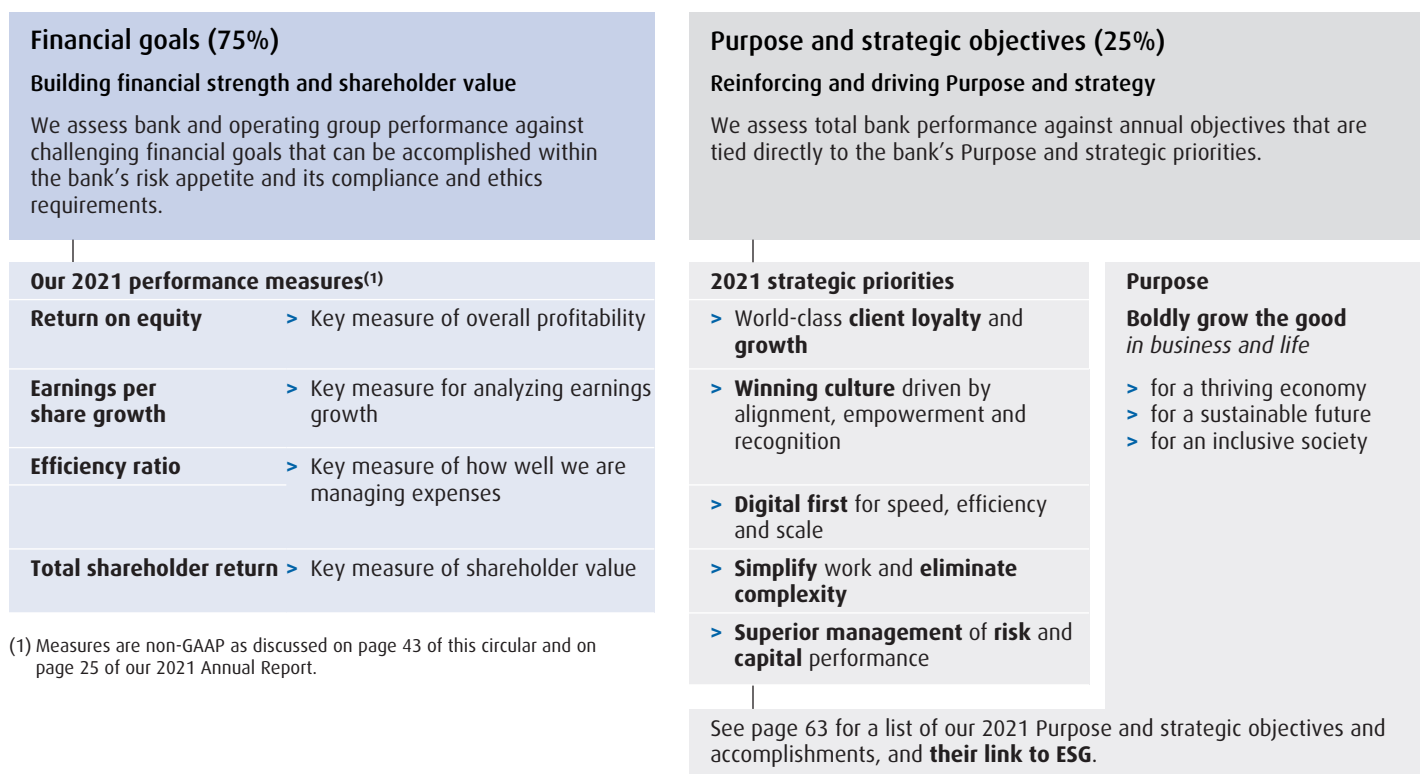 Financial goals (75%)
Building financial strength and shareholder value
We assess bank and operating group performance against
challenging financial goals that can be accomplished within
the bank's risk appetite and its compliance and ethics
requirements.
Our 2021 performance measures(1)
Return on equity > Key measure of overall profitability
Earnings per > Key measure for analyzing earnings
share growth growth
Efficiency ratio > Key measure of how well we are
managing expenses
Total shareholder return > Key measure of shareholder value
(1) Measures are non-GAAP as discussed on page 43 of this circular and on
page 25 of our 2021 Annual Report.
Purpose and strategic objectives (25%)
Reinforcing and driving Purpose and strategy
We assess total bank performance against annual objectives that are
tied directly to the bank's Purpose and strategic priorities.
2021 strategic priorities
> World-class client loyalty and
growth
> Winning culture driven by
alignment, empowerment and
recognition
> Digital first for speed, efficiency
and scale
> Simplify work and eliminate
complexity
> Superior management of risk and
capital performance
Purpose
Boldly grow the good
in business and life
> for a thriving economy
> for a sustainable future
> for an inclusive society
See page 63 for a list of our 2021 Purpose and strategic objectives and
accomplishments, and their link to ESG.